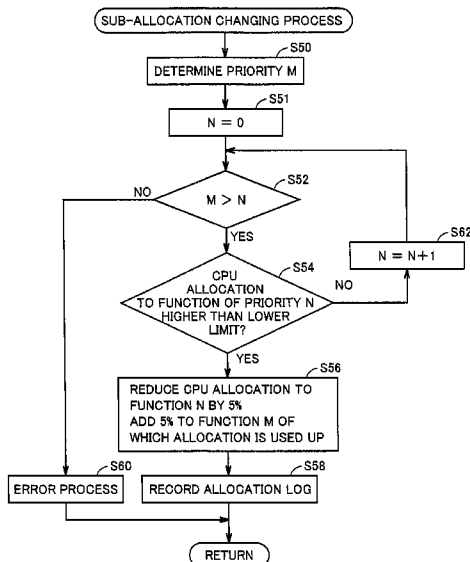 SUB-ALLOCATION CHANGING PROCESS
S50
DETERMINE PRIORITY M
S51
N = 0
S52
M > N
NO
YES
S54
CPU
ALLOCATION
TO FUNCTION OF PRIORITY N
HIGHER THAN LOWER
LIMIT?
NO
S62
N = N+1
YES
S56
REDUCE CPU ALLOCATION TO
FUNCTION N BY 5%
ADD 5% TO FUNCTION M OF
WHICH ALLOCATION IS USED UP
S60
ERROR PROCESS
S58
RECORD ALLOCATION LOG
RETURN